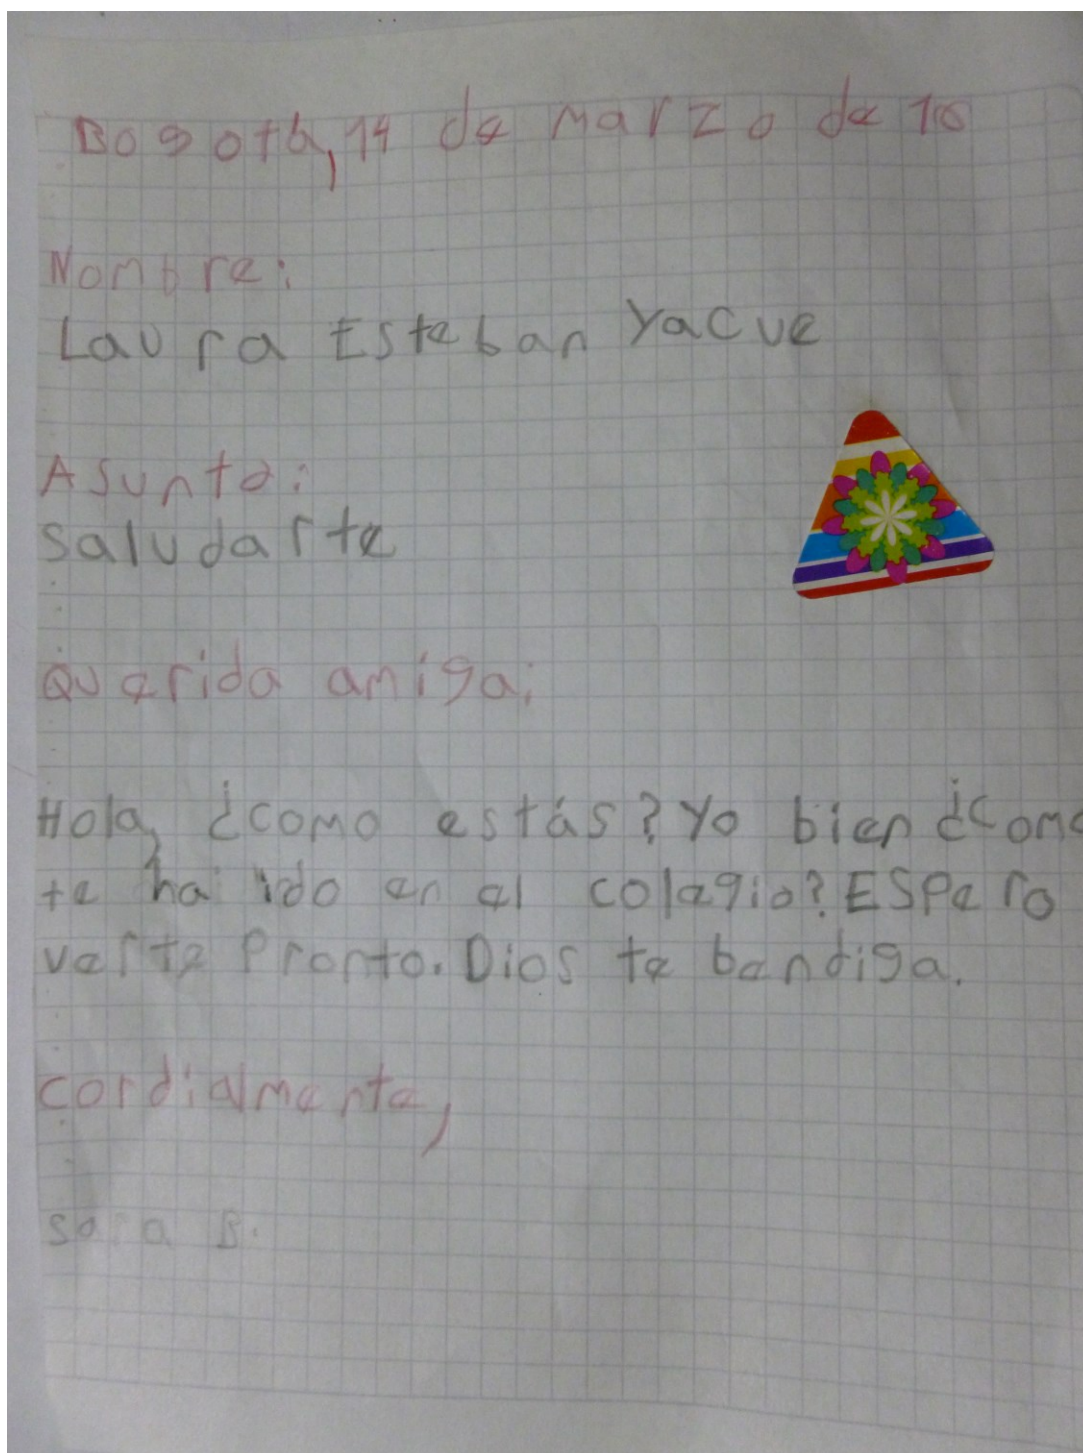 Bogotá, 14 de Marzo de 16
Nombre:
Laura Esteban Yacue
Asunto:
saludarte
Querida amiga:
Hola, ¿como estás? Yo bien ¿como
te ha ido en el colegio? Espero
verte Pronto. Dios te bendiga.
cordialmente,
sara B.